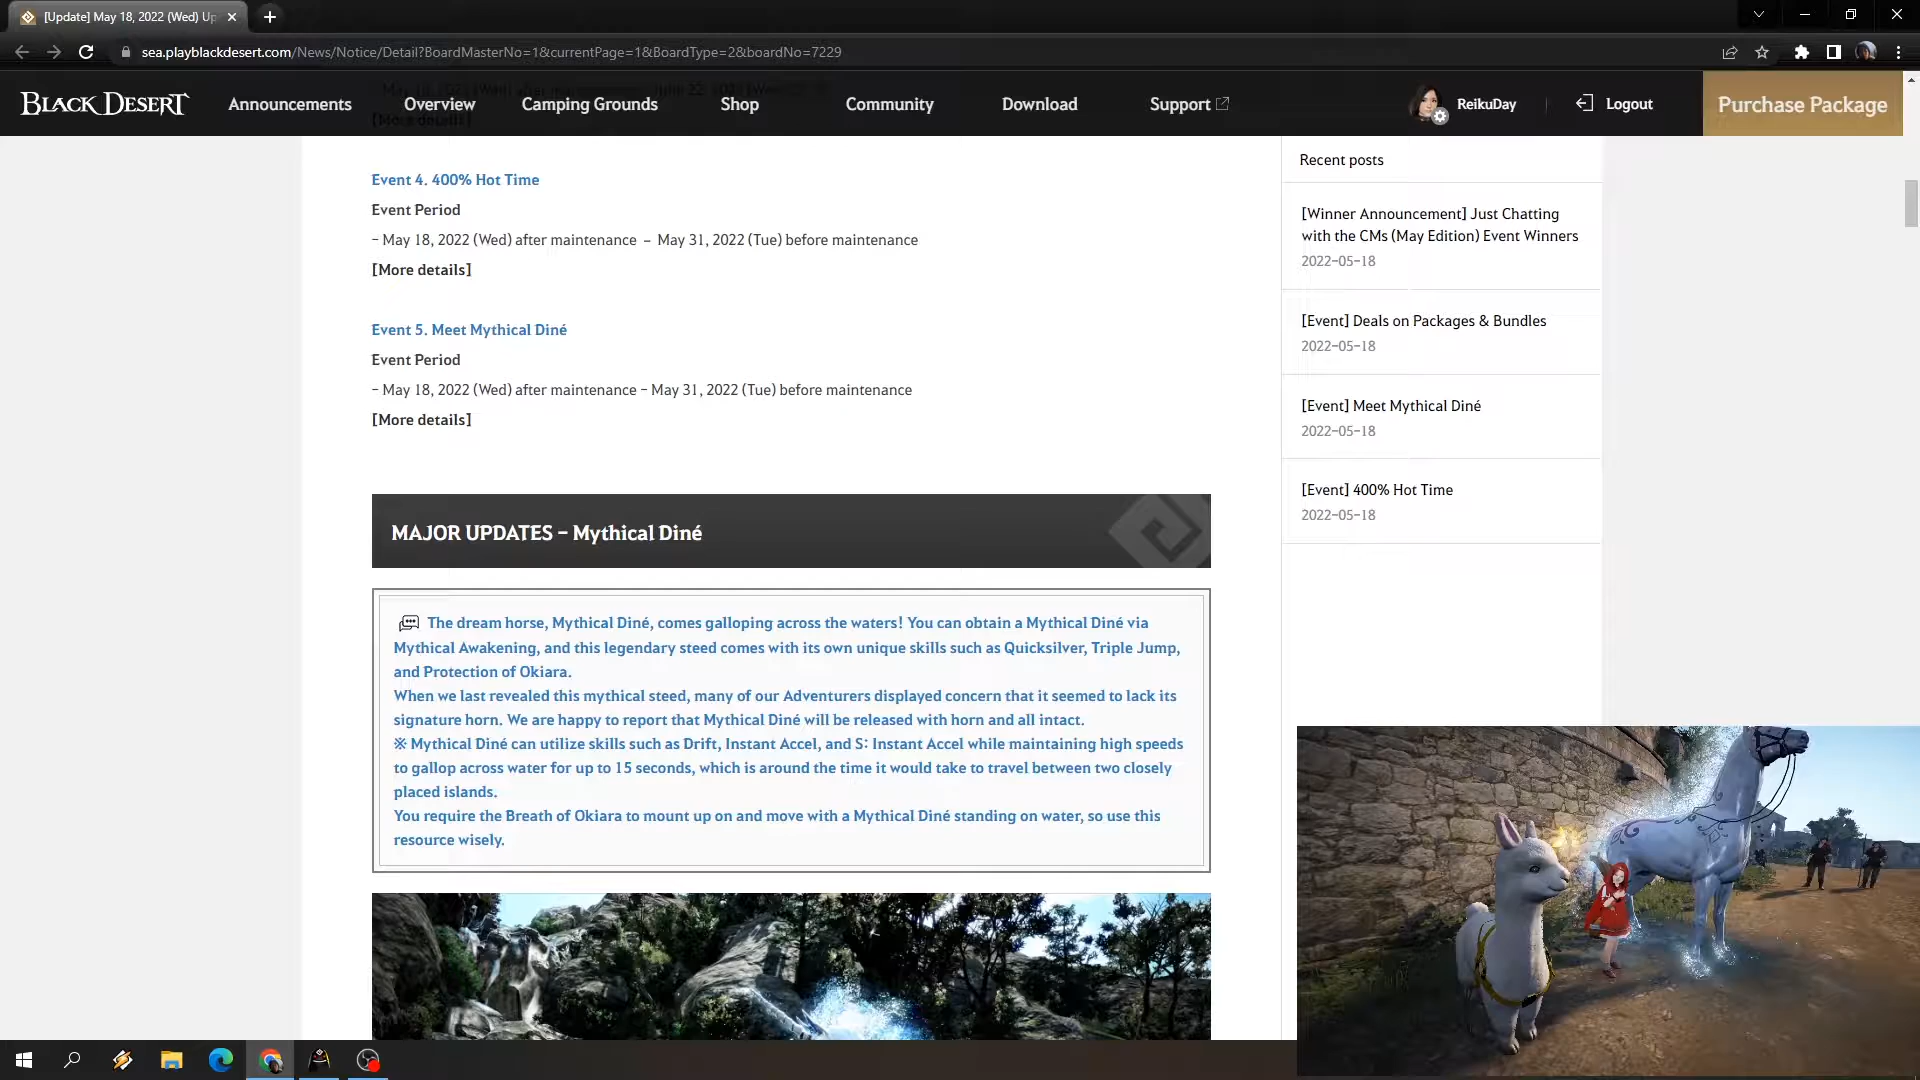 [Update] May 18, 2022 (Wed) Up
sea.playblackdesert.com/News/Notice/Detail?BoardMasterNo=1&currentPage=1&BoardType=2&boardNo=7229
BLACK DESERT
Announcements
Overview
Camping Grounds
Shop
Community
Download
Support
ReikuDay
Logout
Purchase Package
[More details]
Event 4. 400% Hot Time
Event Period
- May 18, 2022 (Wed) after maintenance – May 31, 2022 (Tue) before maintenance
[More details]
Event 5. Meet Mythical Diné
Event Period
- May 18, 2022 (Wed) after maintenance - May 31, 2022 (Tue) before maintenance
[More details]
MAJOR UPDATES - Mythical Diné
The dream horse, Mythical Diné, comes galloping across the waters! You can obtain a Mythical Diné via
Mythical Awakening, and this legendary steed comes with its own unique skills such as Quicksilver, Triple Jump,
and Protection of Okiara.
When we last revealed this mythical steed, many of our Adventurers displayed concern that it seemed to lack its
signature horn. We are happy to report that Mythical Diné will be released with horn and all intact.
※ Mythical Diné can utilize skills such as Drift, Instant Accel, and S: Instant Accel while maintaining high speeds
to gallop across water for up to 15 seconds, which is around the time it would take to travel between two closely
placed islands.
You require the Breath of Okiara to mount up on and move with a Mythical Diné standing on water, so use this
resource wisely.
Recent posts
[Winner Announcement] Just Chatting
with the CMs (May Edition) Event Winners
2022-05-18
[Event] Deals on Packages & Bundles
2022-05-18
[Event] Meet Mythical Diné
2022-05-18
[Event] 400% Hot Time
2022-05-18